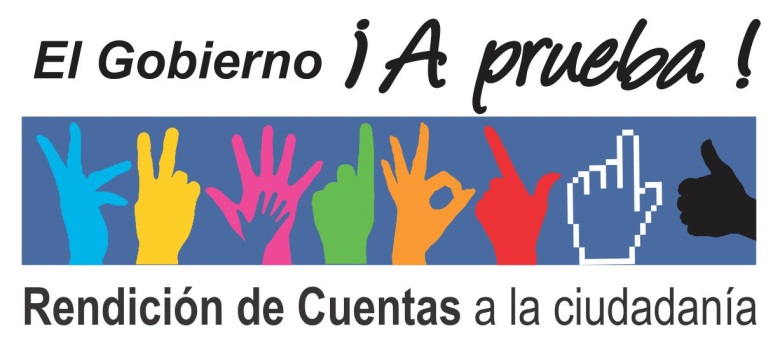 El Gobierno ¡A prueba!
Rendición de Cuentas a la ciudadanía